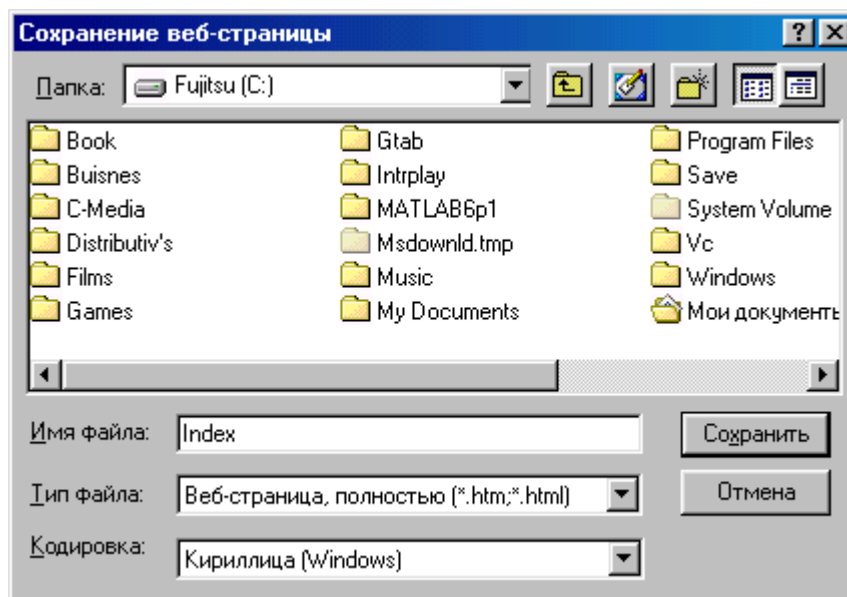 Сохранение веб-страницы
Папка: Fujitsu (C:)
Book Gtab Program Files
Buisnes Intrplay Save
C-Media MATLAB6p1 System Volume
Distributiv's Msdownld.tmp Vc
Films Music Windows
Games My Documents Мои документы
Имя файла: Index Сохранить
Тип файла: Веб-страница, полностью (*.htm;*.html) Отмена
Кодировка: Кириллица (Windows)